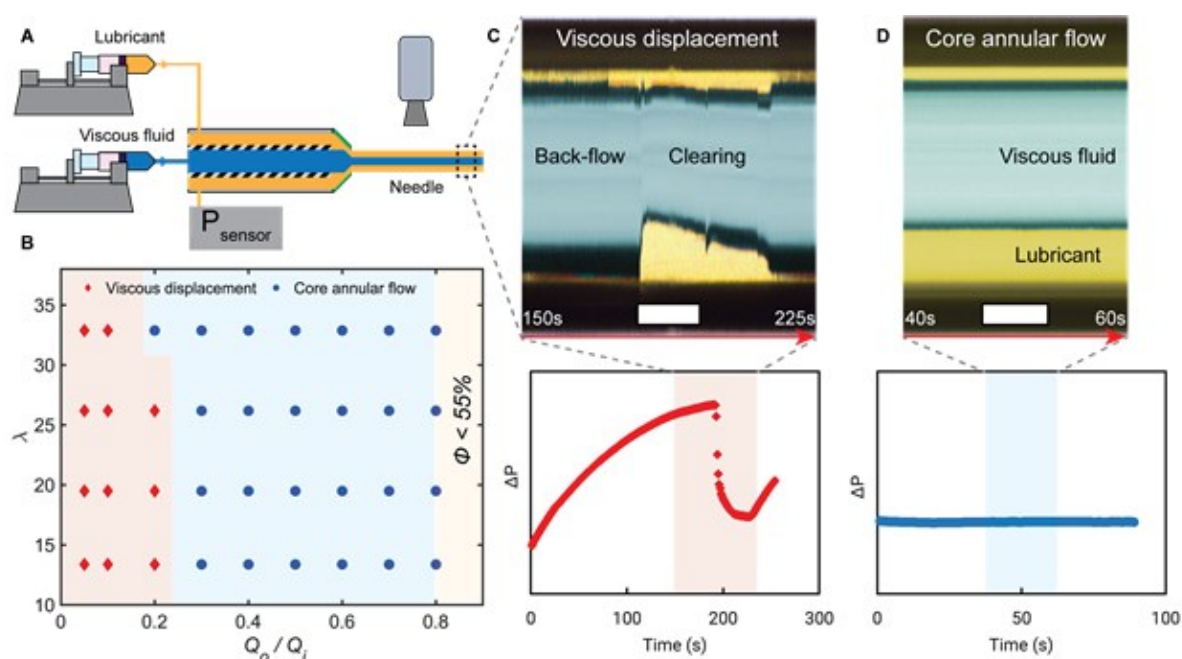 A
Lubricant
Viscous fluid
P sensor
Needle
B
Viscous displacement
Core annular flow
35
30
25
20
15
10
λ
0
0.2
0.4
0.6
0.8
Q_o / Q_i
Φ < 55%
C
Viscous displacement
Back-flow
Clearing
150s
225s
ΔP
0
100
200
300
Time (s)
D
Core annular flow
Viscous fluid
Lubricant
40s
60s
ΔP
0
50
100
Time (s)